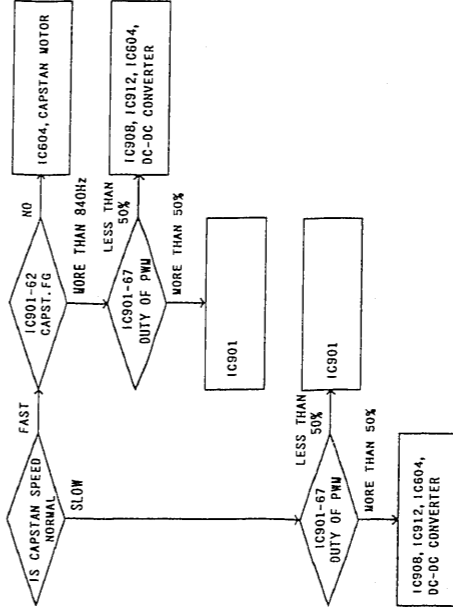 IS CAPSTAN SPEED
NORMAL
FAST
SLOW
IC901-62
CAPST.FG
NO
MORE THAN 840Hz
IC604, CAPSTAN MOTOR
IC901-67
DUTY OF PWM
LESS THAN
50%
MORE THAN 50%
IC908, IC912, IC604,
DC-DC CONVERTER
IC901
IC901-67
DUTY OF PWM
LESS THAN
50%
MORE THAN 50%
IC901
IC908, IC912, IC604,
DC-DC CONVERTER